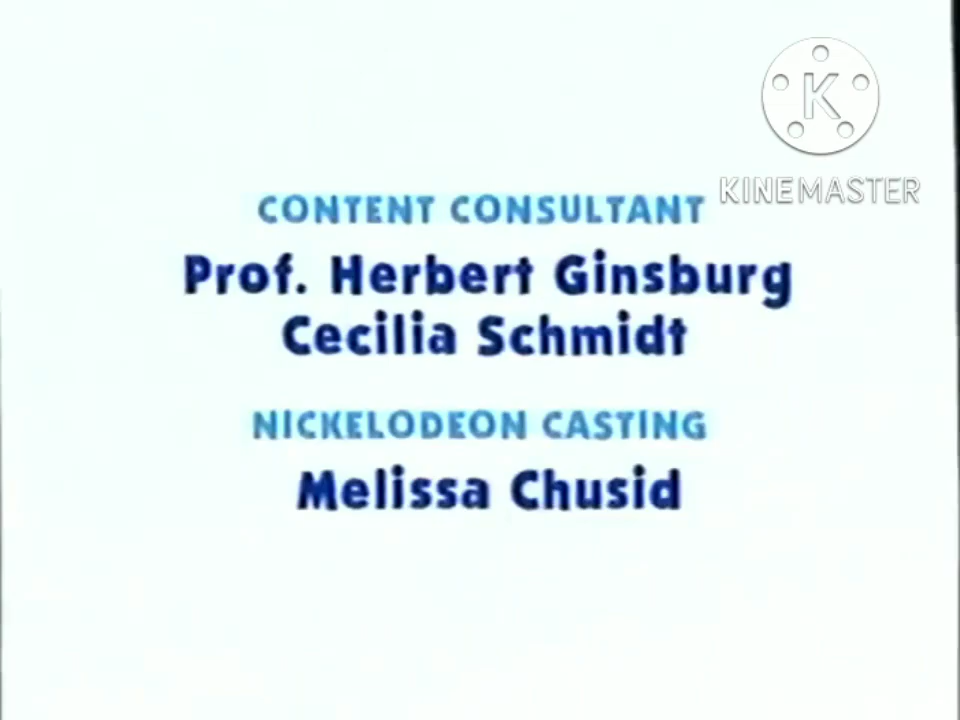 K
KINEMASTER
CONTENT CONSULTANT
Prof. Herbert Ginsburg
Cecilia Schmidt
NICKELODEON CASTING
Melissa Chusid